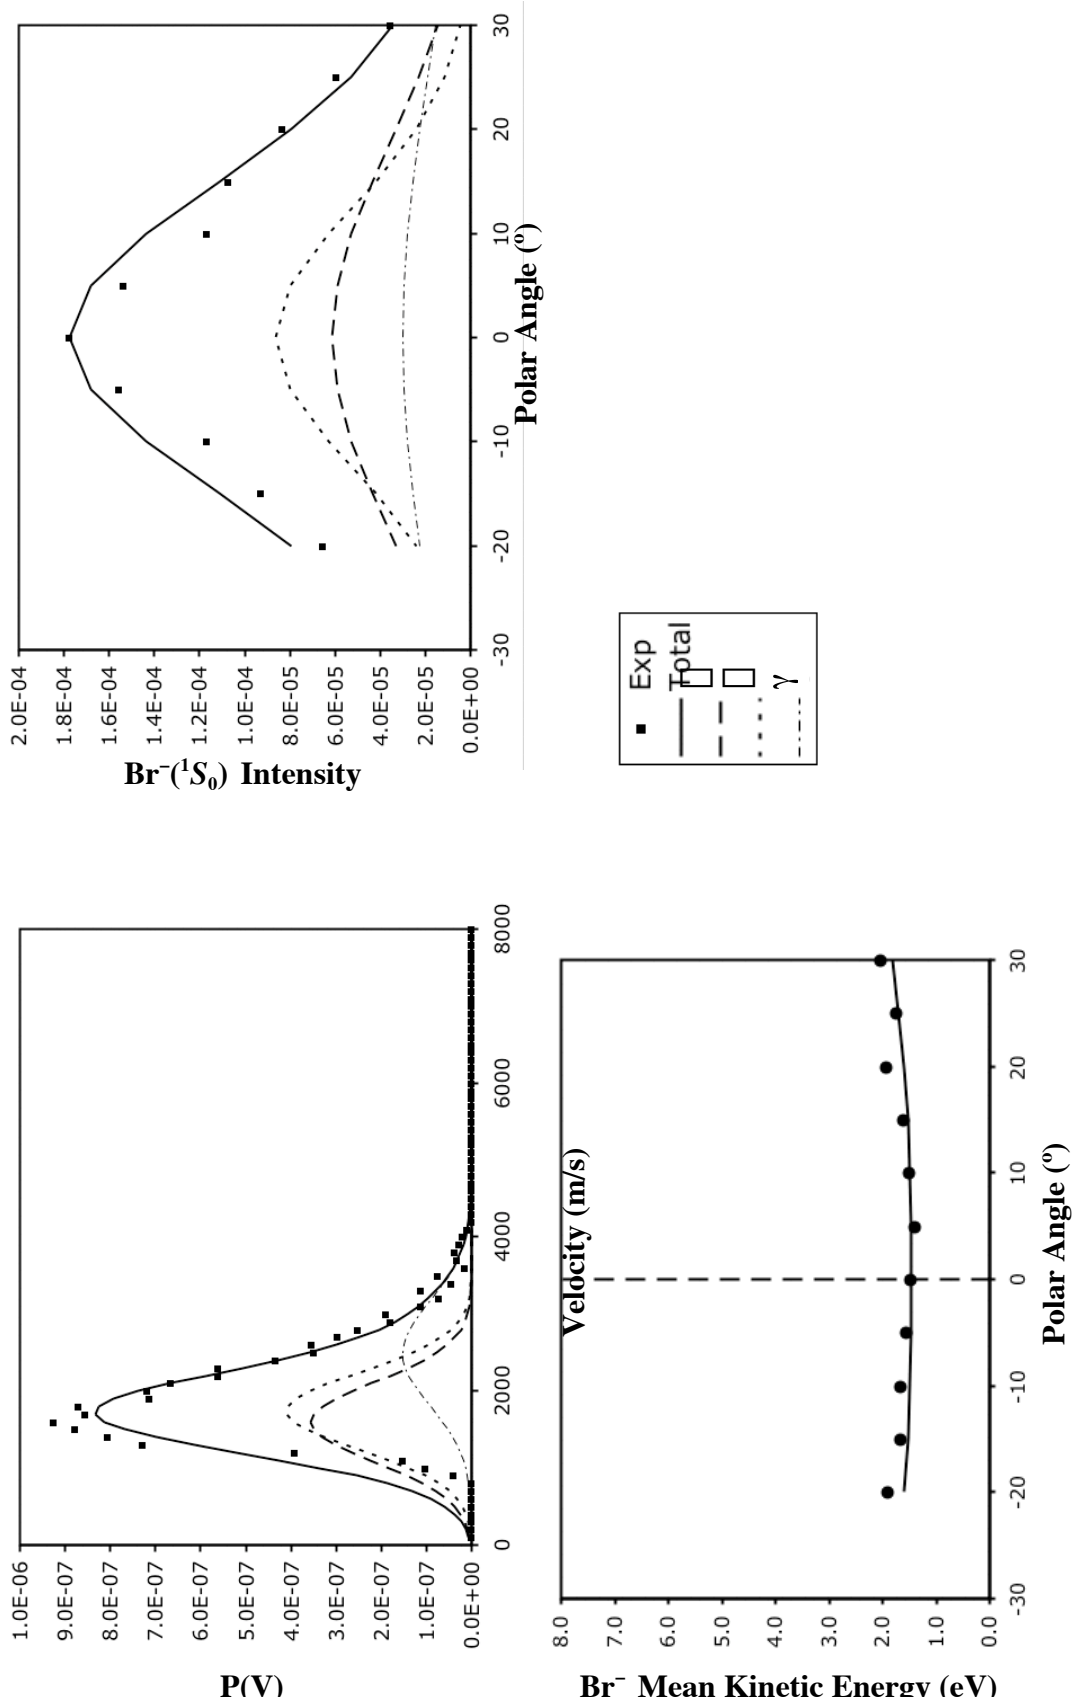 P(V)
1.0E-06
9.0E-07
8.0E-07
7.0E-07
6.0E-07
5.0E-07
4.0E-07
3.0E-07
2.0E-07
1.0E-07
0.0E+00
0 2000 4000 6000 8000
Velocity (m/s)
Br⁻(¹S₀) Intensity
2.0E-04
1.8E-04
1.6E-04
1.4E-04
1.2E-04
1.0E-04
8.0E-05
6.0E-05
4.0E-05
2.0E-05
0.0E+00
-30 -20 -10 0 10 20 30
Polar Angle (º)
Br⁻ Mean Kinetic Energy (eV)
8.0
7.0
6.0
5.0
4.0
3.0
2.0
1.0
0.0
-30 -20 -10 0 10 20 30
Polar Angle (º)
Exp
Total
γ